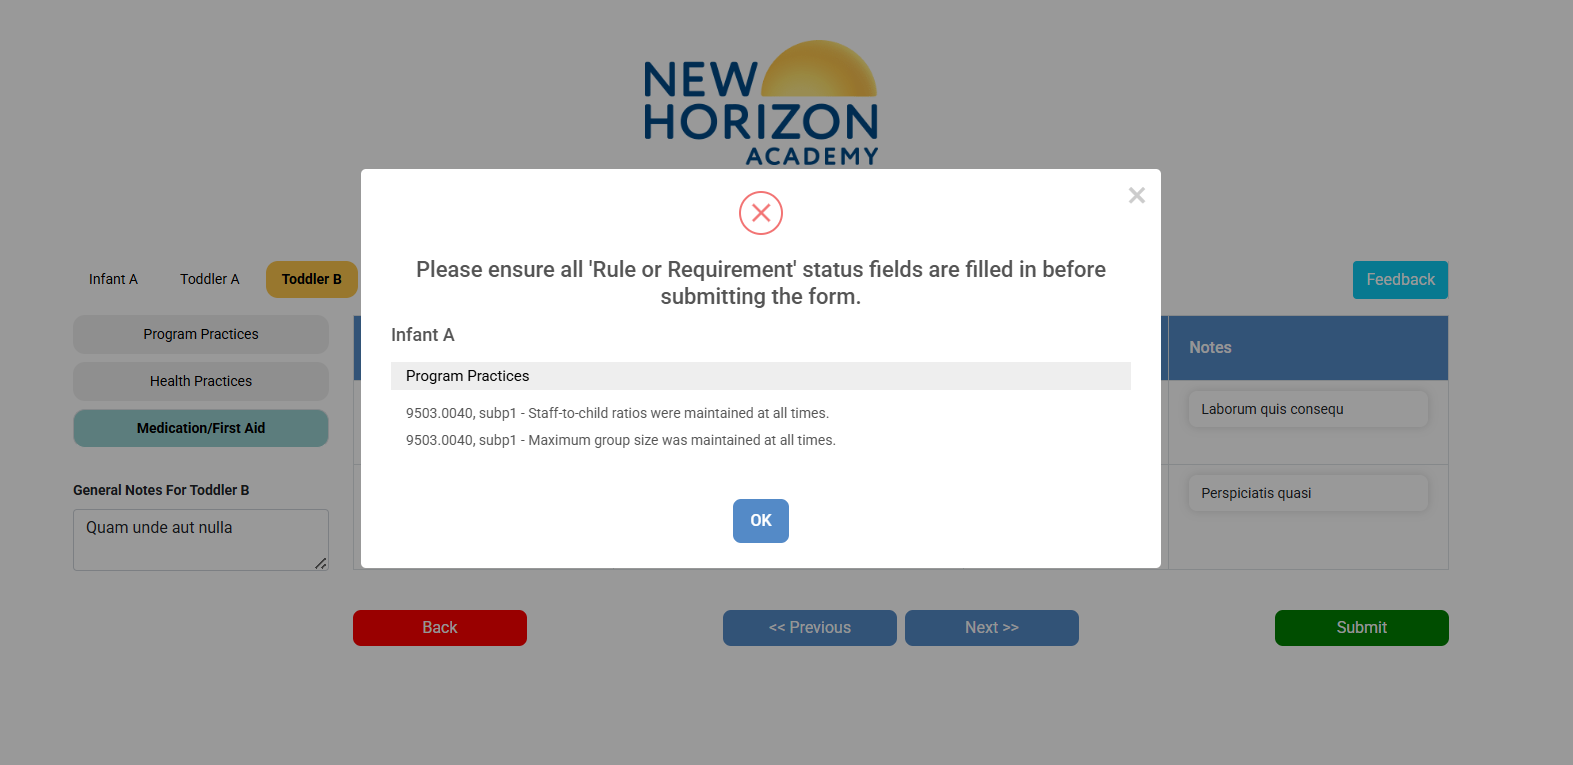 NEW
HORIZON
ACADEMY
Please ensure all 'Rule or Requirement' status fields are filled in before
submitting the form.
Infant A
Program Practices
9503.0040, subp1 - Staff-to-child ratios were maintained at all times.
9503.0040, subp1 - Maximum group size was maintained at all times.
OK
Infant A
Toddler A
Toddler B
Feedback
Program Practices
Health Practices
Medication/First Aid
General Notes For Toddler B
Quam unde aut nulla
Notes
Laborum quis consequ
Perspiciatis quasi
Back
<< Previous
Next >>
Submit